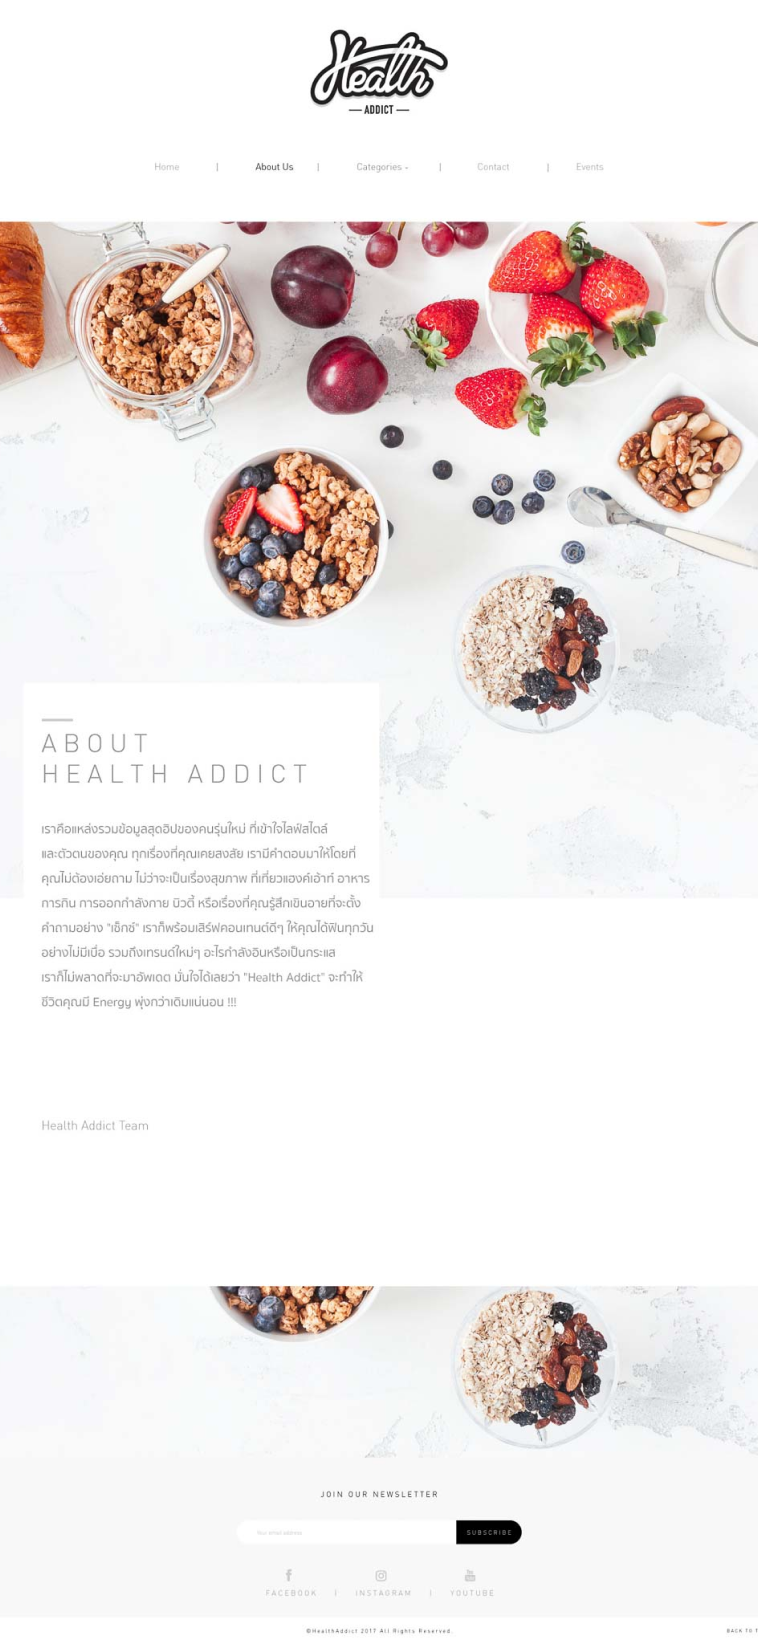 Health
ADDICT
Home | About Us | Categories | Contact | Events
ABOUT
HEALTH ADDICT
เราคือแหล่งรวมข้อมูลสุดฮิปของคนรุ่นใหม่ ที่เข้าใจไลฟ์สไตล์
และตัวตนของคุณ ทุกเรื่องที่คุณเคยสงสัย เรามีคำตอบมาให้โดยที่
คุณไม่ต้องเอ่ยถาม ไม่ว่าจะเป็นเรื่องสุขภาพ ที่เที่ยวแฮงค์เอ้าท์ อาหาร
การกิน การออกกำลังกาย บิวตี้ หรือเรื่องที่คุณรู้สึกเขินอายที่จะตั้ง
คำถามอย่าง "เซ็กซ์" เราก็พร้อมเสิร์ฟคอนเทนต์ดีๆ ให้คุณได้ฟินทุกวัน
อย่างไม่มีเบื่อ รวมถึงเทรนด์ใหม่ๆ อะไรกำลังอินหรือเป็นกระแส
เราก็ไม่พลาดที่จะมาอัพเดต มั่นใจได้เลยว่า "Health Addict" จะทำให้
ชีวิตคุณมี Energy พุ่งกว่าเดิมแน่นอน !!!
Health Addict Team
JOIN OUR NEWSLETTER
Your email address
SUBSCRIBE
FACEBOOK | INSTAGRAM | YOUTUBE
©HealthAddict 2017 All Rights Reserved
BACK TO T